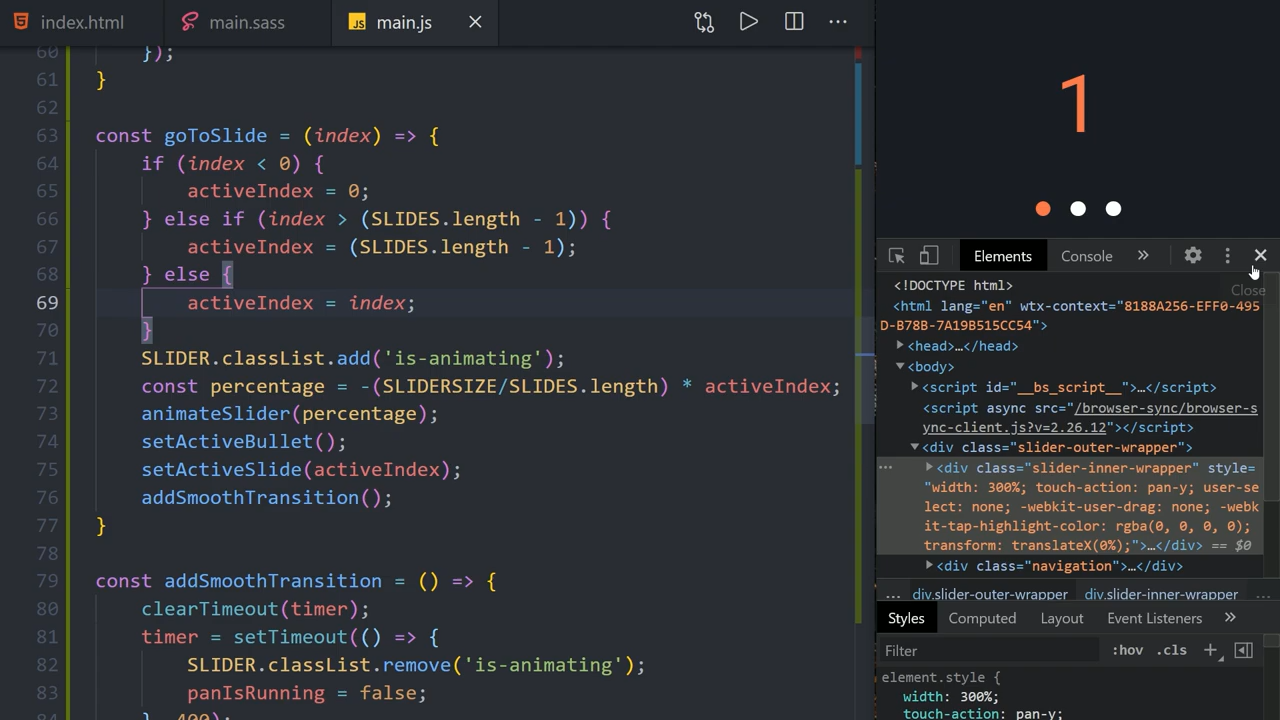 index.html
main.sass
JS main.js
60 });
61 }
62
63 const goToSlide = (index) => {
64 if (index < 0) {
65 activeIndex = 0;
66 } else if (index > (SLIDES.length - 1)) {
67 activeIndex = (SLIDES.length - 1);
68 } else {
69 activeIndex = index;
70 }
71 SLIDER.classList.add('is-animating');
72 const percentage = -(SLIDERSIZE/SLIDES.length) * activeIndex;
73 animateSlider(percentage);
74 setActiveBullet();
75 setActiveSlide(activeIndex);
76 addSmoothTransition();
77 }
78
79 const addSmoothTransition = () => {
80 clearTimeout(timer);
81 timer = setTimeout(() => {
82 SLIDER.classList.remove('is-animating');
83 panIsRunning = false;
84 }, 400);
1
Elements Console »
Close
<!DOCTYPE html>
<html lang="en" wtx-context="8188A256-EFF0-495
D-B78B-7A19B515CC54">
<head>…</head>
<body>
<script id="__bs_script__">…</script>
<script async src="/browser-sync/browser-s
ync-client.js?v=2.26.12"></script>
<div class="slider-outer-wrapper">
<div class="slider-inner-wrapper" style=
"width: 300%; touch-action: pan-y; user-se
lect: none; -webkit-user-drag: none; -webk
it-tap-highlight-color: rgba(0, 0, 0, 0);
transform: translateX(0%);">…</div> == $0
<div class="navigation">…</div>
... div.slider-outer-wrapper div.slider-inner-wrapper ...
Styles Computed Layout Event Listeners »
Filter :hov .cls +
element.style {
width: 300%;
touch-action: pan-y;